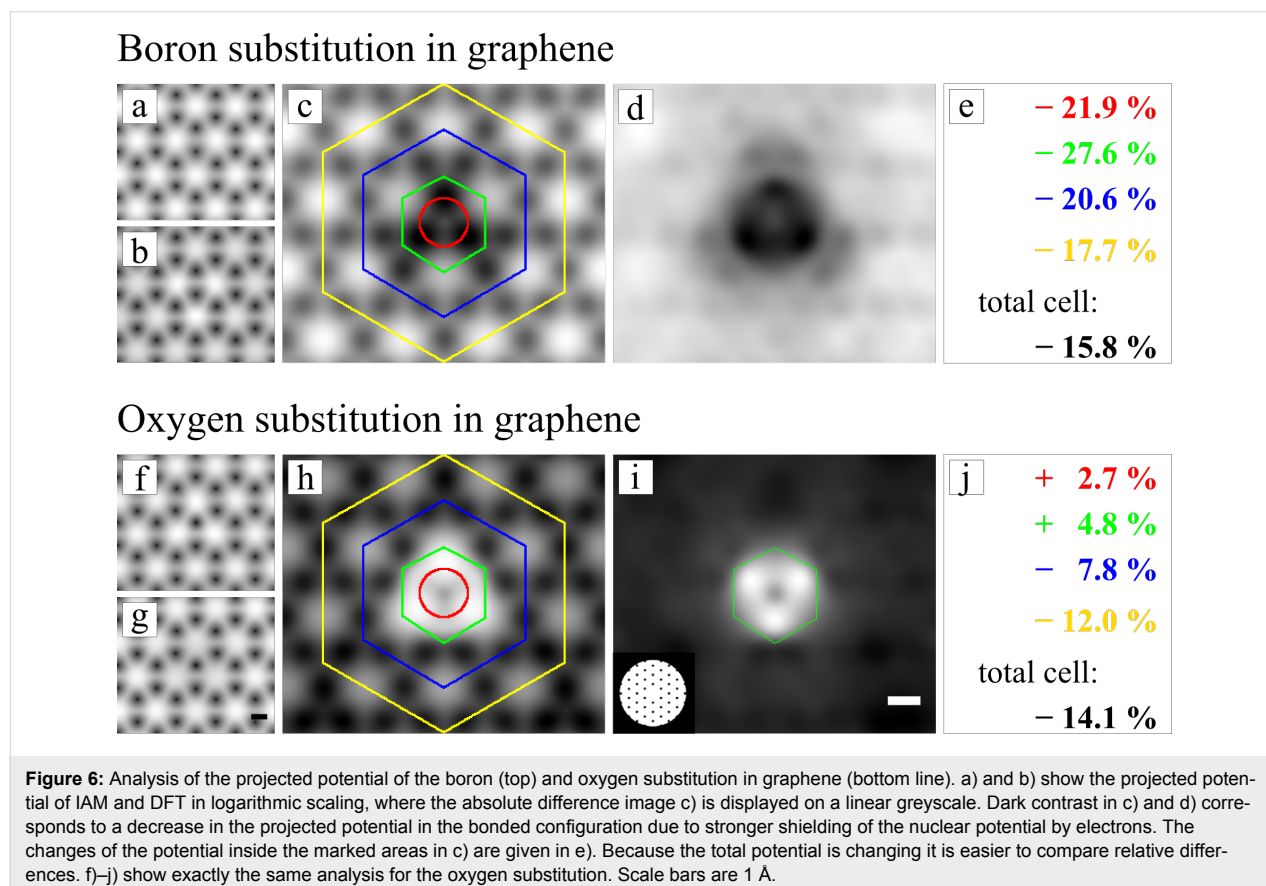 Boron substitution in graphene
a
b
c
d
e
− 21.9 %
− 27.6 %
− 20.6 %
− 17.7 %
total cell:
− 15.8 %
Oxygen substitution in graphene
f
g
h
i
j
+ 2.7 %
+ 4.8 %
− 7.8 %
− 12.0 %
total cell:
− 14.1 %
Figure 6: Analysis of the projected potential of the boron (top) and oxygen substitution in graphene (bottom line). a) and b) show the projected poten-
tial of IAM and DFT in logarithmic scaling, where the absolute difference image c) is displayed on a linear greyscale. Dark contrast in c) and d) corre-
sponds to a decrease in the projected potential in the bonded configuration due to stronger shielding of the nuclear potential by electrons. The
changes of the potential inside the marked areas in c) are given in e). Because the total potential is changing it is easier to compare relative differ-
ences. f)–j) show exactly the same analysis for the oxygen substitution. Scale bars are 1 Å.